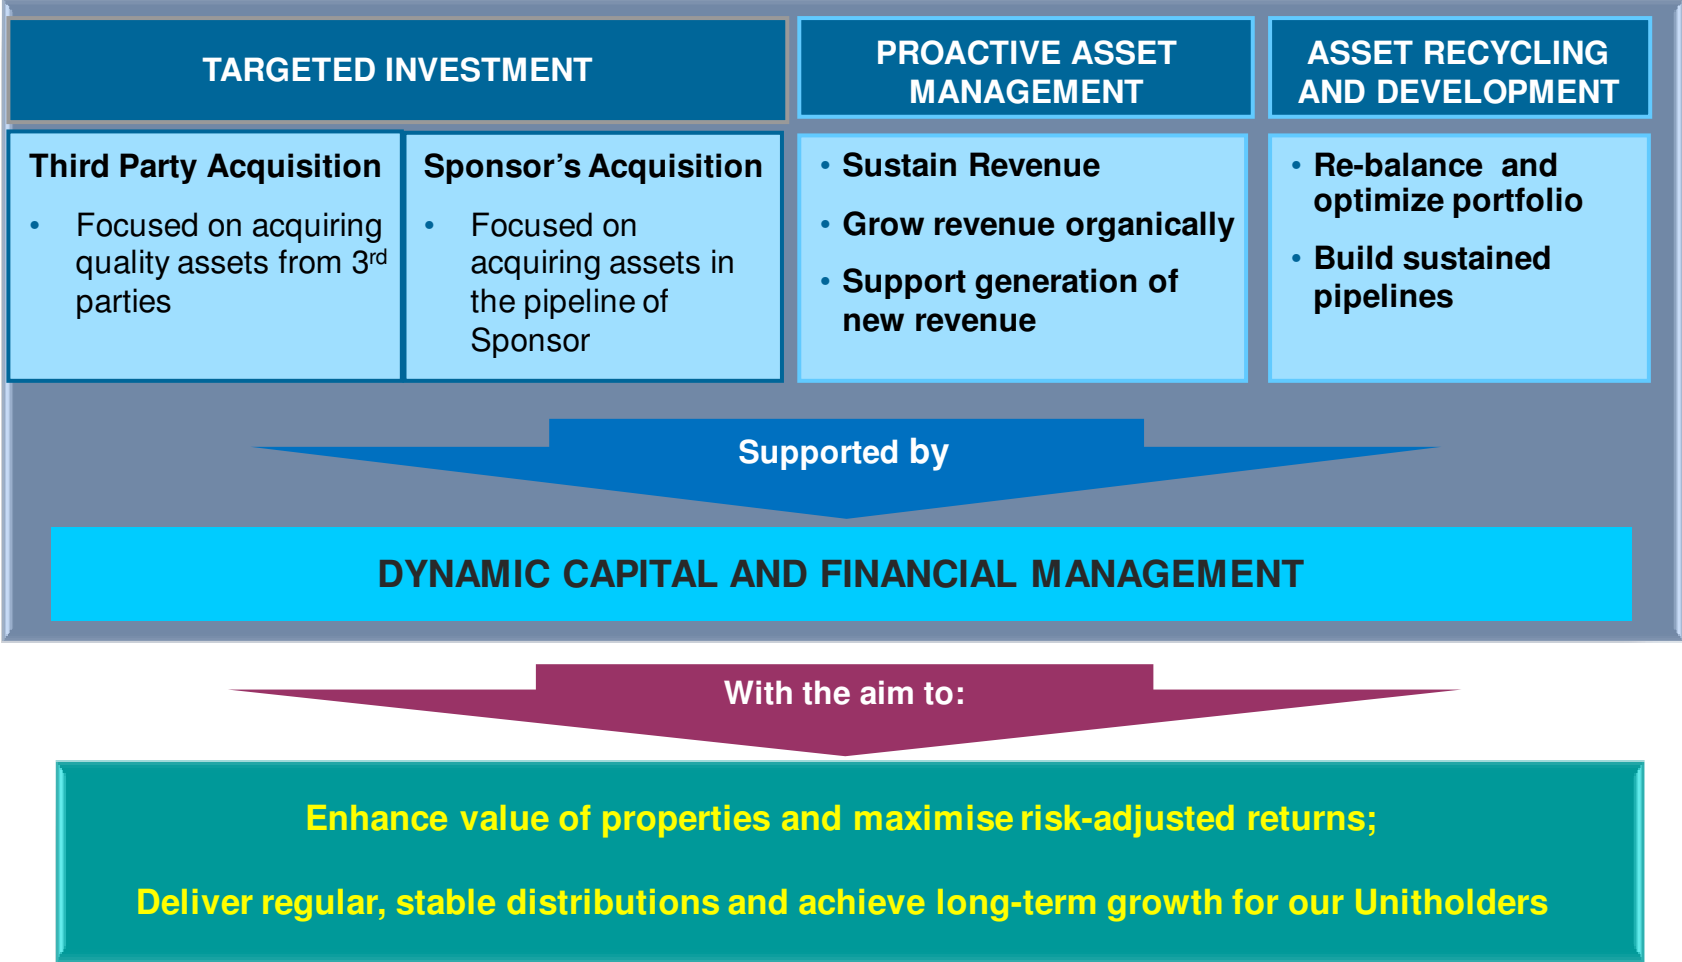 TARGETED INVESTMENT
PROACTIVE ASSET
MANAGEMENT
ASSET RECYCLING
AND DEVELOPMENT
Third Party Acquisition
• Focused on acquiring
quality assets from 3rd
parties
Sponsor's Acquisition
• Focused on
acquiring assets in
the pipeline of
Sponsor
• Sustain Revenue
• Grow revenue organically
• Support generation of
new revenue
• Re-balance and
optimize portfolio
• Build sustained
pipelines
Supported by
DYNAMIC CAPITAL AND FINANCIAL MANAGEMENT
With the aim to:
Enhance value of properties and maximise risk-adjusted returns;
Deliver regular, stable distributions and achieve long-term growth for our Unitholders